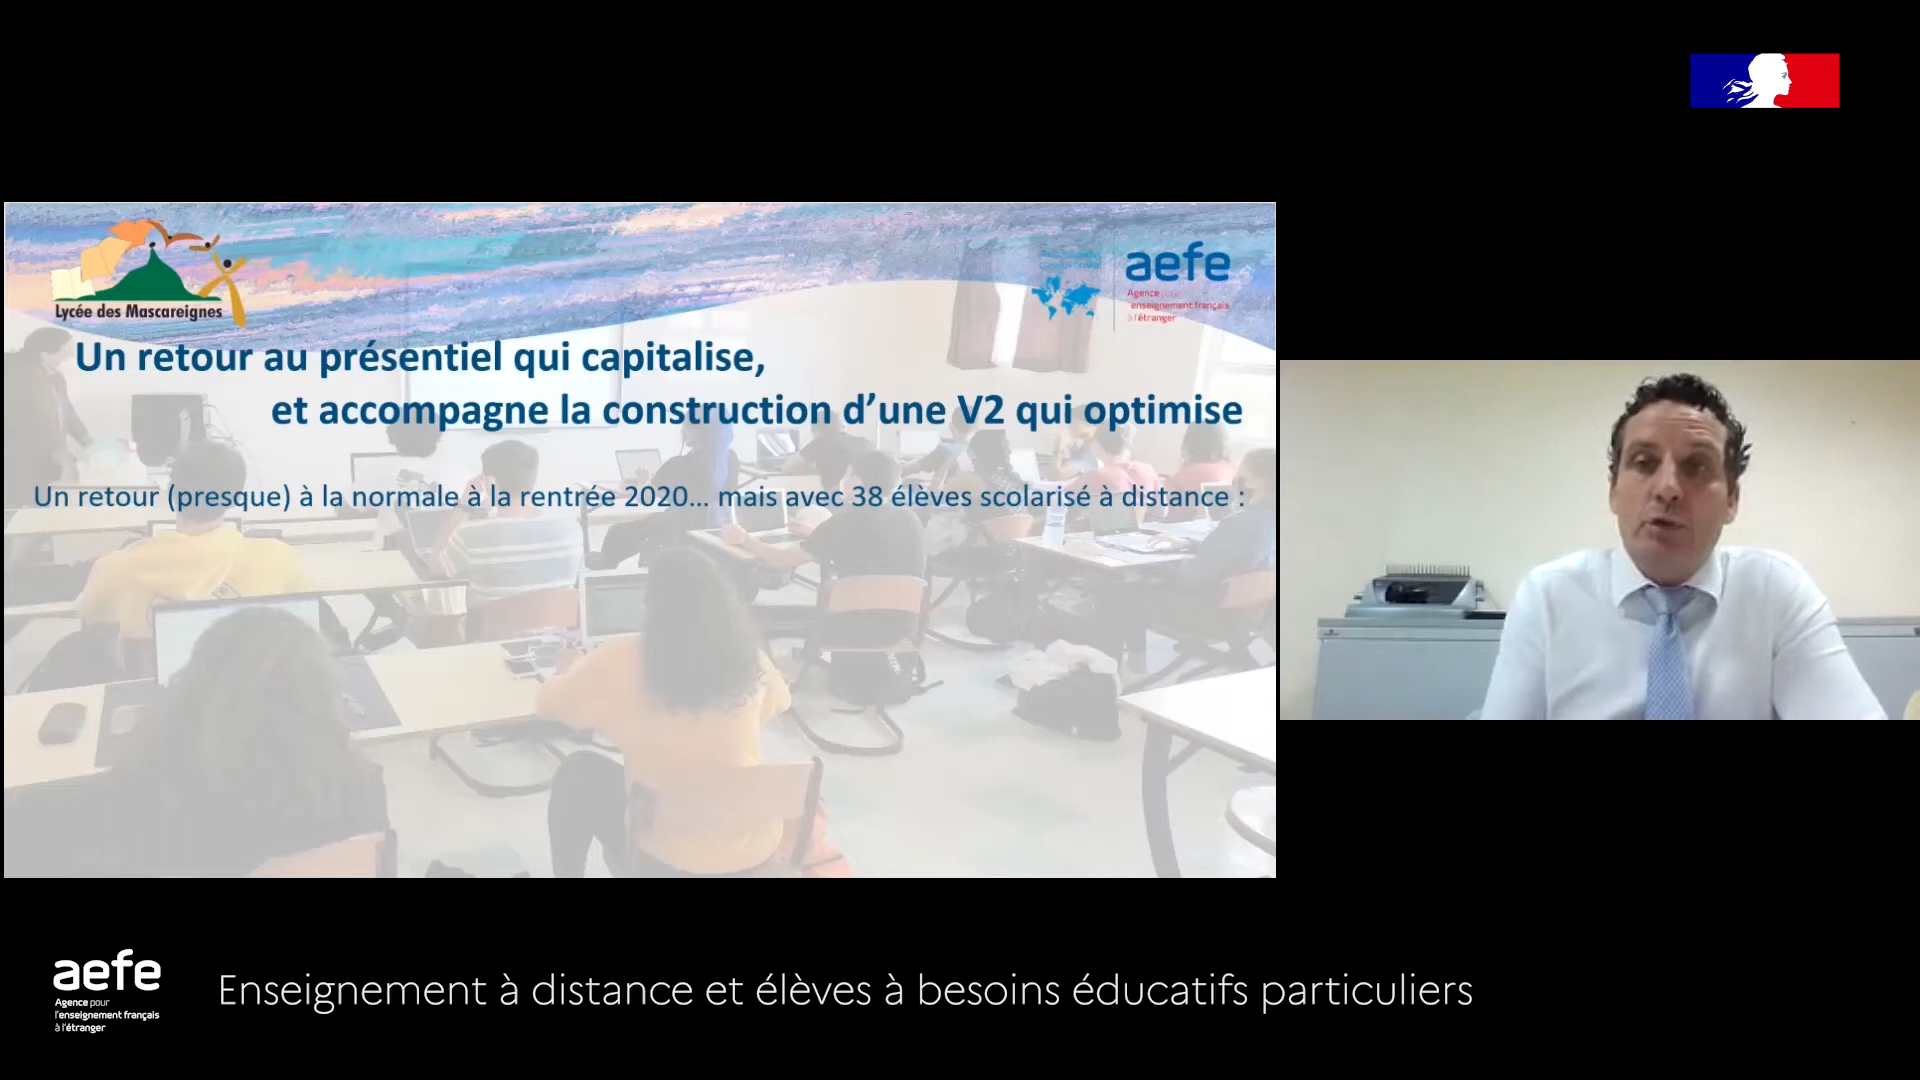 Lycée des Mascareignes
aefe
Agence pour
l'enseignement français
à l'étranger
Un retour au présentiel qui capitalise,
et accompagne la construction d’une V2 qui optimise
Un retour (presque) à la normale à la rentrée 2020... mais avec 38 élèves scolarisé à distance :
aefe
Agence pour
l'enseignement français
à l'étranger
Enseignement à distance et élèves à besoins éducatifs particuliers